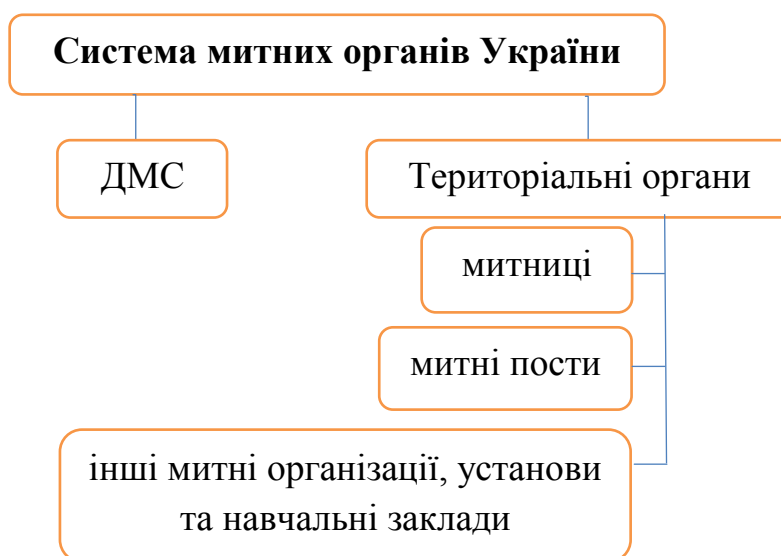 Система митних органів України
ДМС
Територіальні органи
митниці
митні пости
інші митні організації, установи
та навчальні заклади